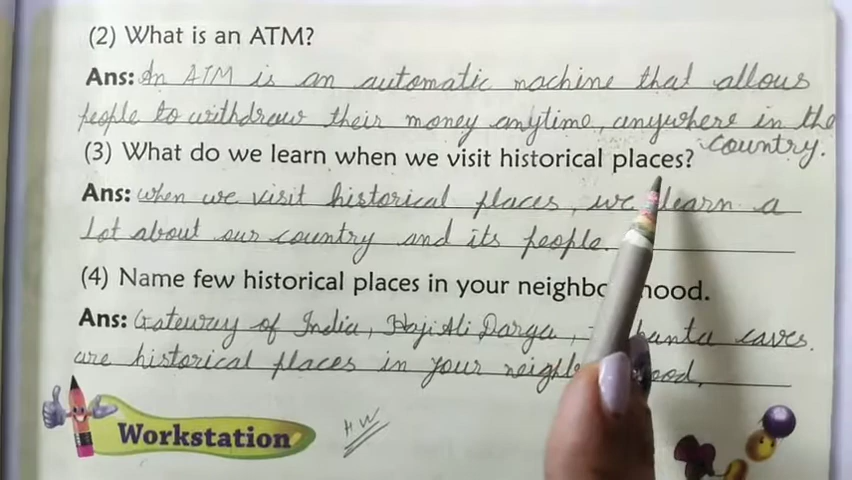 (2) What is an ATM?
Ans: An ATM is an automatic machine that allows
people to withdraw their money anytime, anywhere in the
country.
(3) What do we learn when we visit historical places?
Ans: when we visit historical places, we learn a
Lot about our country and its people.
(4) Name few historical places in your neighbo hood.
Ans: Gateway of India, Haji Ali Darga, caves.
are historical places in your neighb ood.
Workstation
HW